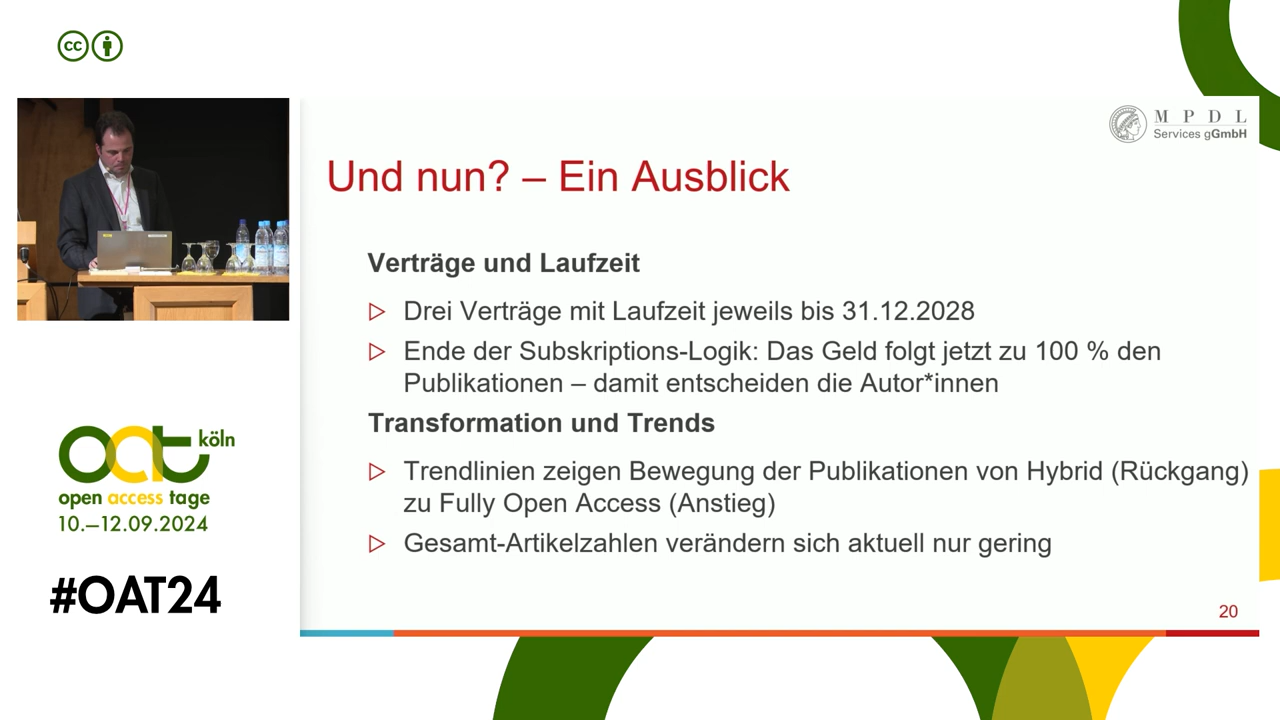 cc
M P D L
Services gGmbH
Und nun? – Ein Ausblick
Verträge und Laufzeit
Drei Verträge mit Laufzeit jeweils bis 31.12.2028
Ende der Subskriptions-Logik: Das Geld folgt jetzt zu 100 % den
Publikationen – damit entscheiden die Autor*innen
Transformation und Trends
Trendlinien zeigen Bewegung der Publikationen von Hybrid (Rückgang)
zu Fully Open Access (Anstieg)
Gesamt-Artikelzahlen verändern sich aktuell nur gering
20
oat köln
open access tage
10.–12.09.2024
#OAT24